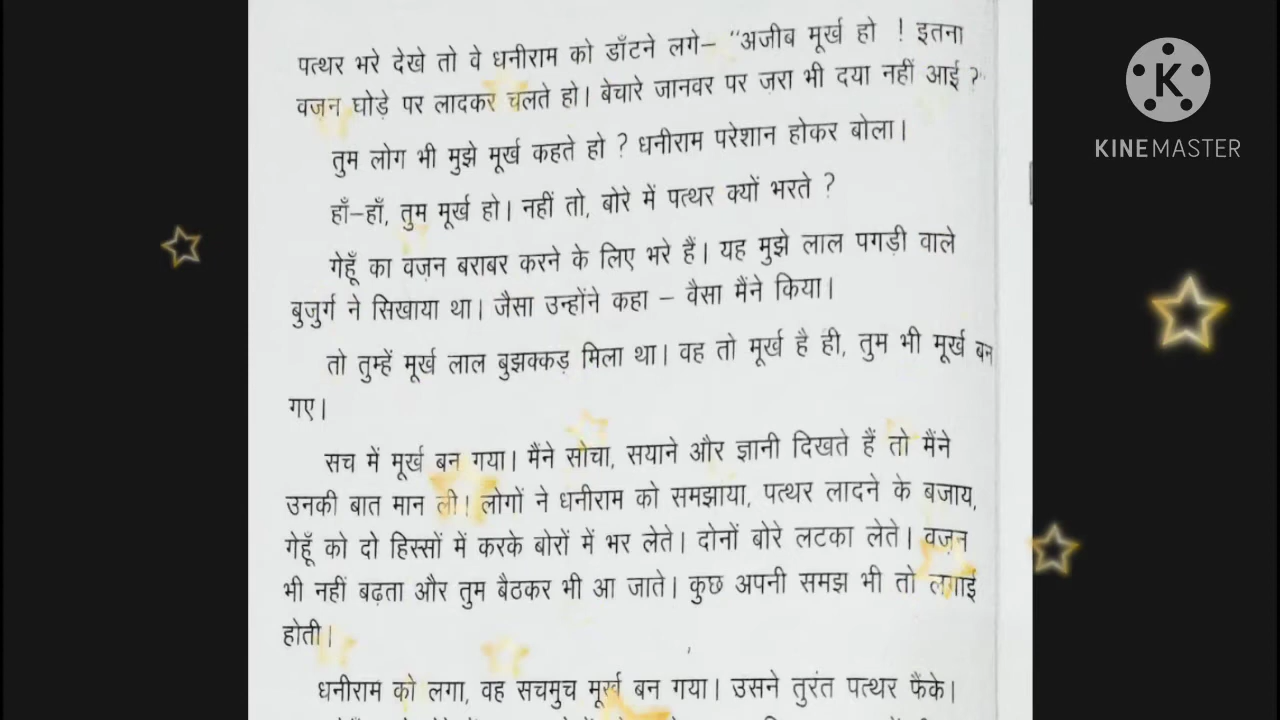 पत्थर भरे देखे तो वे धनीराम को डाँटने लगे– “अजीब मूर्ख हो ! इतना
वजन घोड़े पर लादकर चलते हो। बेचारे जानवर पर जरा भी दया नहीं आई ?”
तुम लोग भी मुझे मूर्ख कहते हो ? धनीराम परेशान होकर बोला।
हाँ–हाँ, तुम मूर्ख हो। नहीं तो, बोरे में पत्थर क्यों भरते ?
गेहूँ का वज़न बराबर करने के लिए भरे हैं। यह मुझे लाल पगड़ी वाले
बुजुर्ग ने सिखाया था। जैसा उन्होंने कहा – वैसा मैंने किया।
तो तुम्हें मूर्ख लाल बुझक्कड़ मिला था। वह तो मूर्ख है ही, तुम भी मूर्ख बन
गए।
सच में मूर्ख बन गया। मैंने सोचा, सयाने और ज्ञानी दिखते हैं तो मैंने
उनकी बात मान ली। लोगों ने धनीराम को समझाया, पत्थर लादने के बजाय,
गेहूँ को दो हिस्सों में करके बोरों में भर लेते। दोनों बोरे लटका लेते। वज़न
भी नहीं बढ़ता और तुम बैठकर भी आ जाते। कुछ अपनी समझ भी तो लगाई
होती।
धनीराम को लगा, वह सचमुच मूर्ख बन गया। उसने तुरंत पत्थर फैंके।
K
KINEMASTER